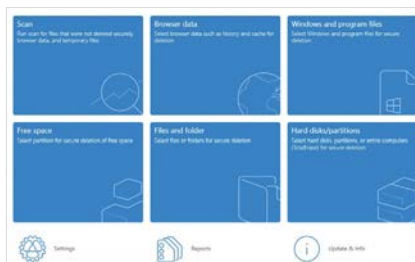 Scan
Run scan for files that were not deleted securely,
browser data, and temporary files
Browser data
Select browser data such as history and cache for
deletion
Windows and program files
Select Windows and program files for secure
deletion
Free space
Select partition for secure deletion of free space
Files and folder
Select files or folders for secure deletion
Hard disks/partitions
Select hard disks, partitions, or entire computers
for secure deletion
Settings
Reports
Update & info